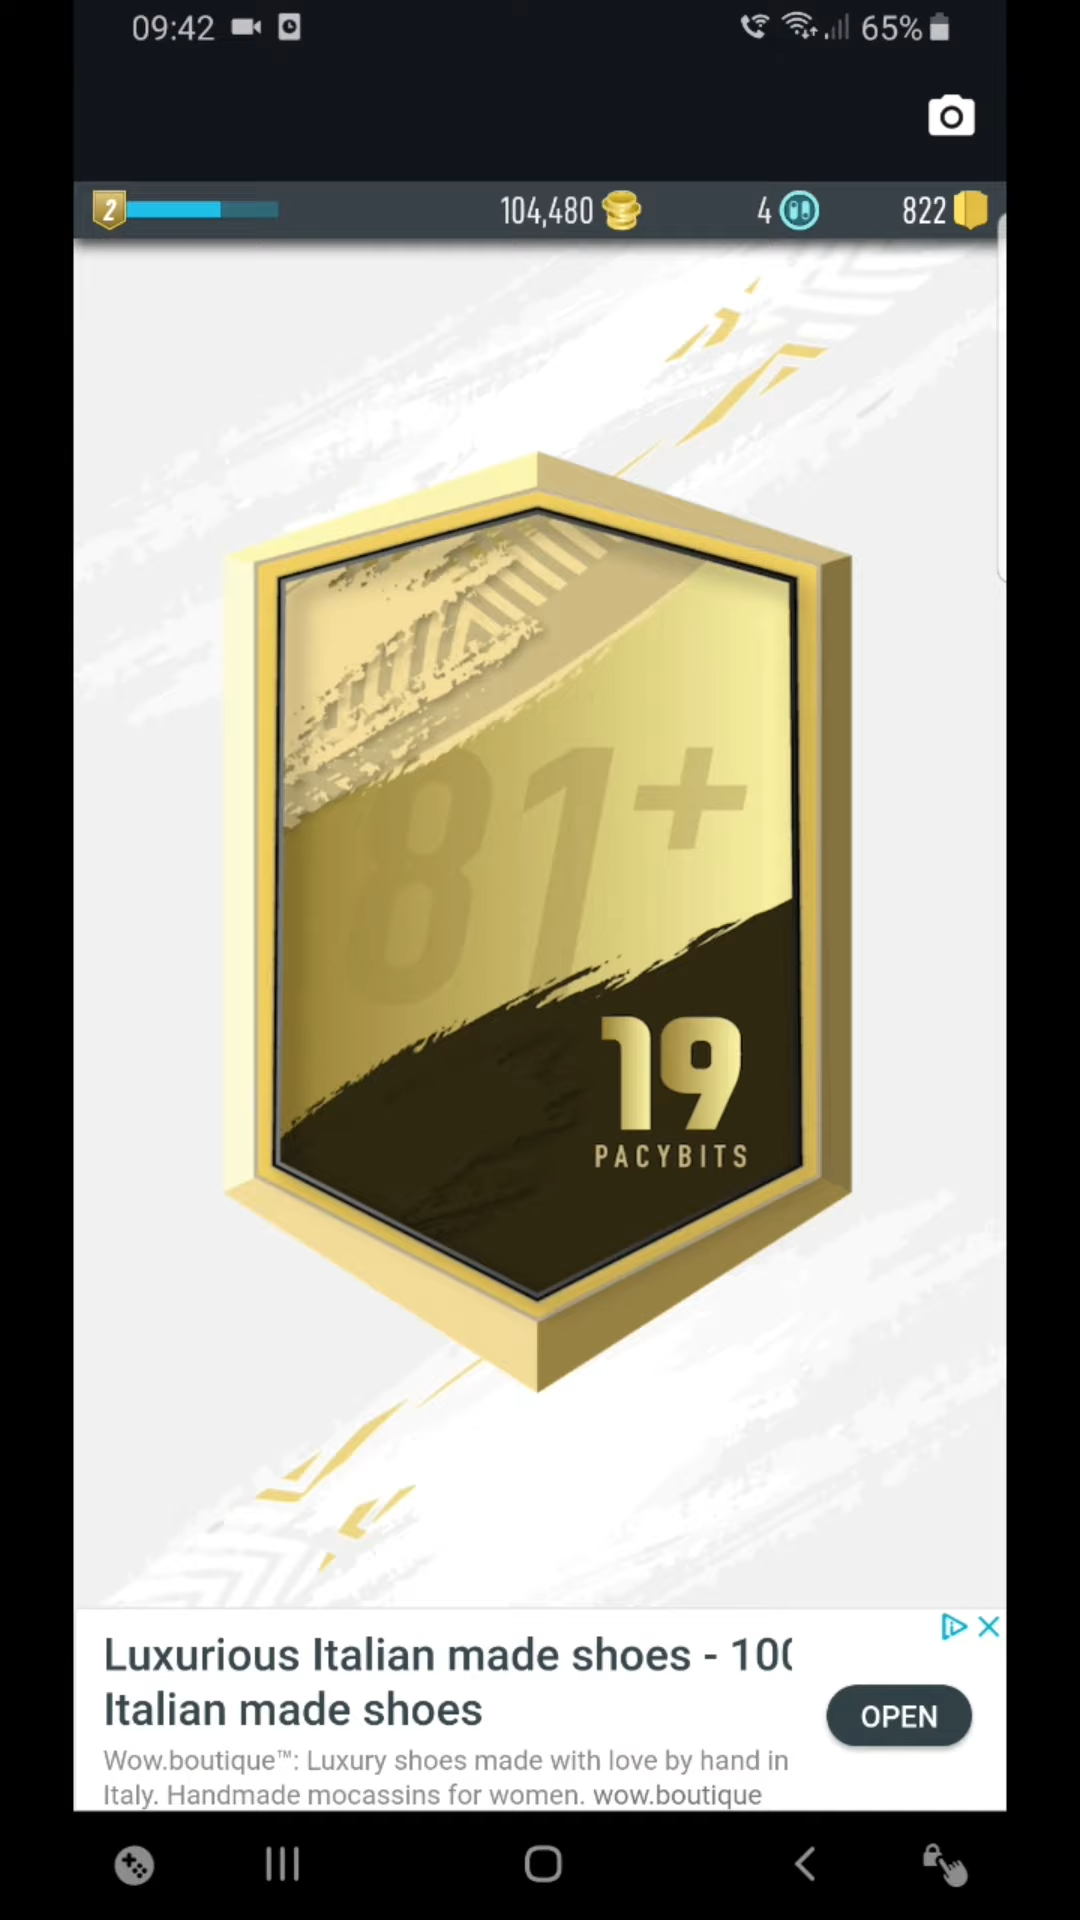 09:42
65%
2
104,480
4
822
81+
19
PACYBITS
Luxurious Italian made shoes - 100
Italian made shoes
OPEN
Wow.boutique™: Luxury shoes made with love by hand in
Italy. Handmade mocassins for women. wow.boutique